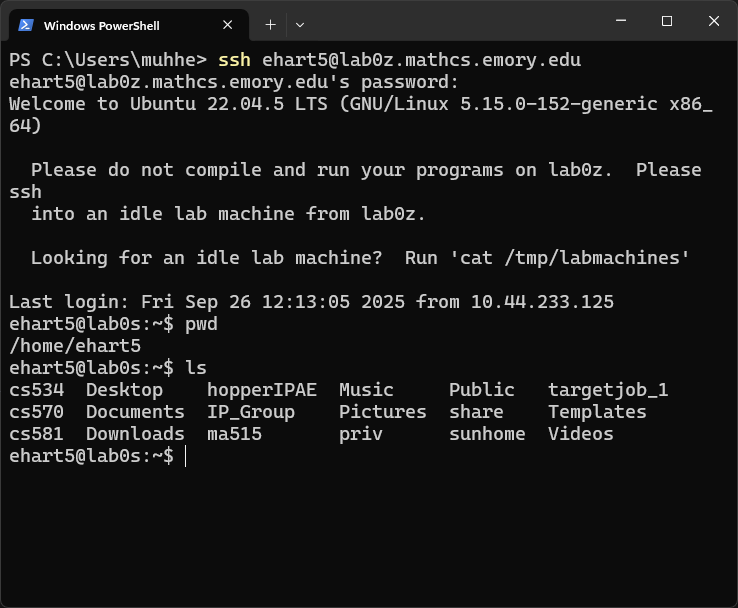 Windows PowerShell
PS C:\Users\muhhe> ssh ehart5@lab0z.mathcs.emory.edu
ehart5@lab0z.mathcs.emory.edu's password:
Welcome to Ubuntu 22.04.5 LTS (GNU/Linux 5.15.0-152-generic x86_
64)
  Please do not compile and run your programs on lab0z.  Please
ssh
  into an idle lab machine from lab0z.
  Looking for an idle lab machine?  Run 'cat /tmp/labmachines'
Last login: Fri Sep 26 12:13:05 2025 from 10.44.233.125
ehart5@lab0s:~$ pwd
/home/ehart5
ehart5@lab0s:~$ ls
cs534  Desktop    hopperIPAE  Music     Public   targetjob_1
cs570  Documents  IP_Group    Pictures  share    Templates
cs581  Downloads  ma515       priv      sunhome  Videos
ehart5@lab0s:~$